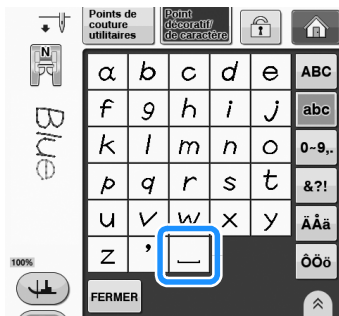 Points de couture utilitaires
Point décoratif/ de caractère
N
a b c d e ABC
f g h i j abc
k l m n o 0~9,.
p q r s t &?!
u v w x y ÄÅä
z ' ⎵ ÔÖö
Blue
100%
FERMER